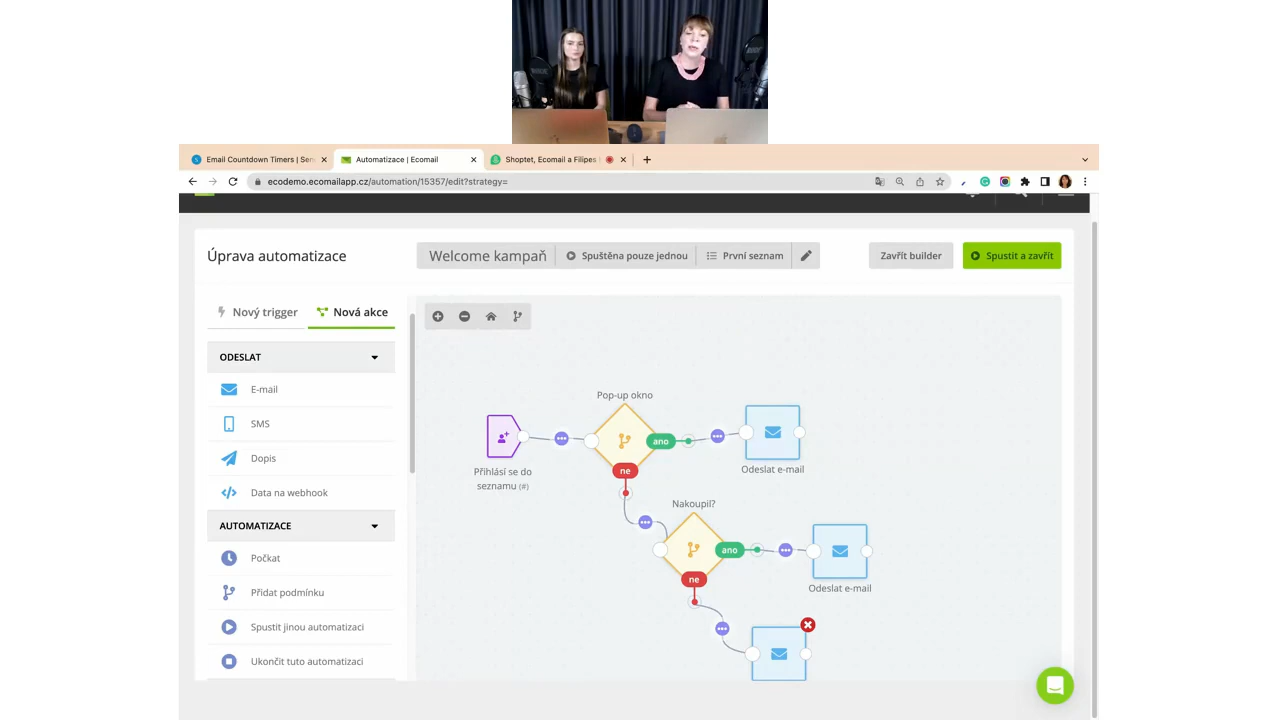 Email Countdown Timers | Sen
Automatizace | Ecomail
Shoptet, Ecomail a Filipes
ecodemo.ecomailapp.cz/automation/15357/edit?strategy=
Úprava automatizace
Welcome kampaň
Spuštěna pouze jednou
První seznam
Zavřít builder
Spustit a zavřít
Nový trigger
Nová akce
ODESLAT
E-mail
SMS
Dopis
Data na webhook
AUTOMATIZACE
Počkat
Přidat podmínku
Spustit jinou automatizaci
Ukončit tuto automatizaci
Pop-up okno
ano
ne
Přihlásí se do
seznamu (#)
Odeslat e-mail
Nakoupil?
ano
ne
Odeslat e-mail